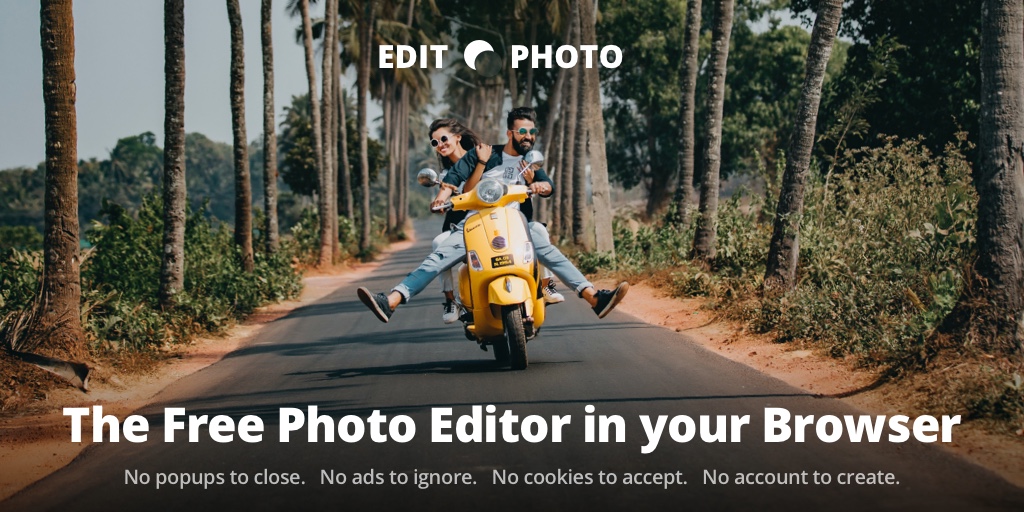 EDIT PHOTO
The Free Photo Editor in your Browser
No popups to close. No ads to ignore. No cookies to accept. No account to create.